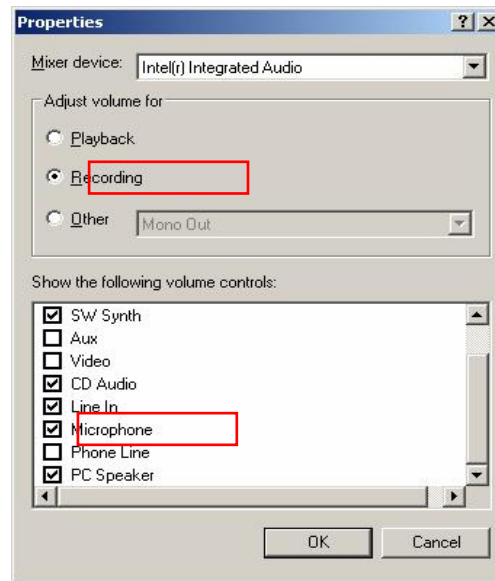 Properties
Mixer device: Intel(r) Integrated Audio
Adjust volume for
Playback
Recording
Other Mono Out
Show the following volume controls:
SW Synth
Aux
Video
CD Audio
Line In
Microphone
Phone Line
PC Speaker
OK Cancel